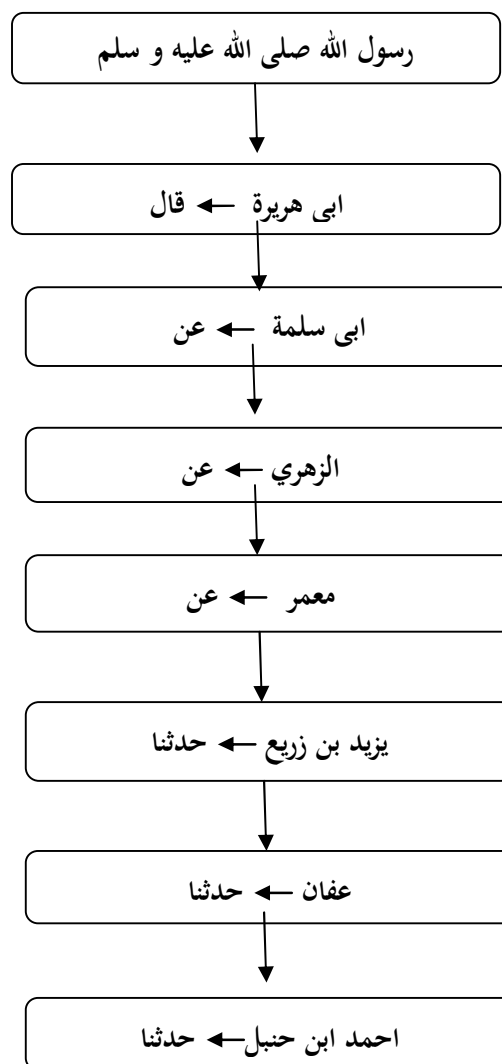 رسول الله صلى الله عليه و سلم
ابى هريرة ← قال
ابى سلمة ← عن
الزهري ← عن
معمر ← عن
يزيد بن زريع ← حدثنا
عفان ← حدثنا
احمد ابن حنبل ← حدثنا